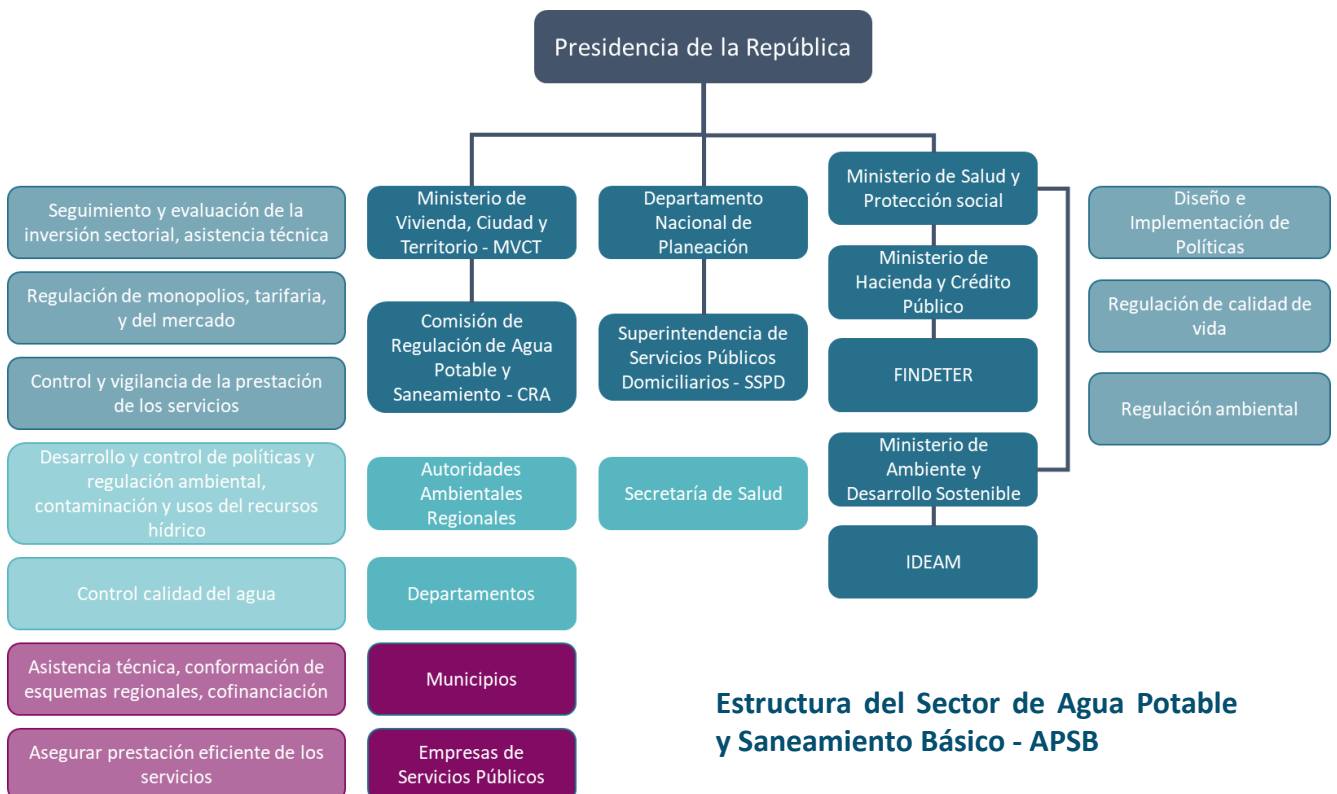 Presidencia de la República
Seguimiento y evaluación de la
inversión sectorial, asistencia técnica
Regulación de monopolios, tarifaria,
y del mercado
Control y vigilancia de la prestación
de los servicios
Desarrollo y control de políticas y
regulación ambiental,
contaminación y usos del recursos
hídrico
Control calidad del agua
Asistencia técnica, conformación de
esquemas regionales, cofinanciación
Asegurar prestación eficiente de los
servicios
Ministerio de
Vivienda, Ciudad y
Territorio - MVCT
Comisión de
Regulación de Agua
Potable y
Saneamiento - CRA
Autoridades
Ambientales
Regionales
Departamentos
Municipios
Empresas de
Servicios Públicos
Departamento
Nacional de
Planeación
Superintendencia de
Servicios Públicos
Domiciliarios - SSPD
Secretaría de Salud
Ministerio de Salud y
Protección social
Ministerio de
Hacienda y Crédito
Público
FINDETER
Ministerio de
Ambiente y
Desarrollo Sostenible
IDEAM
Diseño e
Implementación de
Políticas
Regulación de calidad de
vida
Regulación ambiental
Estructura del Sector de Agua Potable
y Saneamiento Básico - APSB